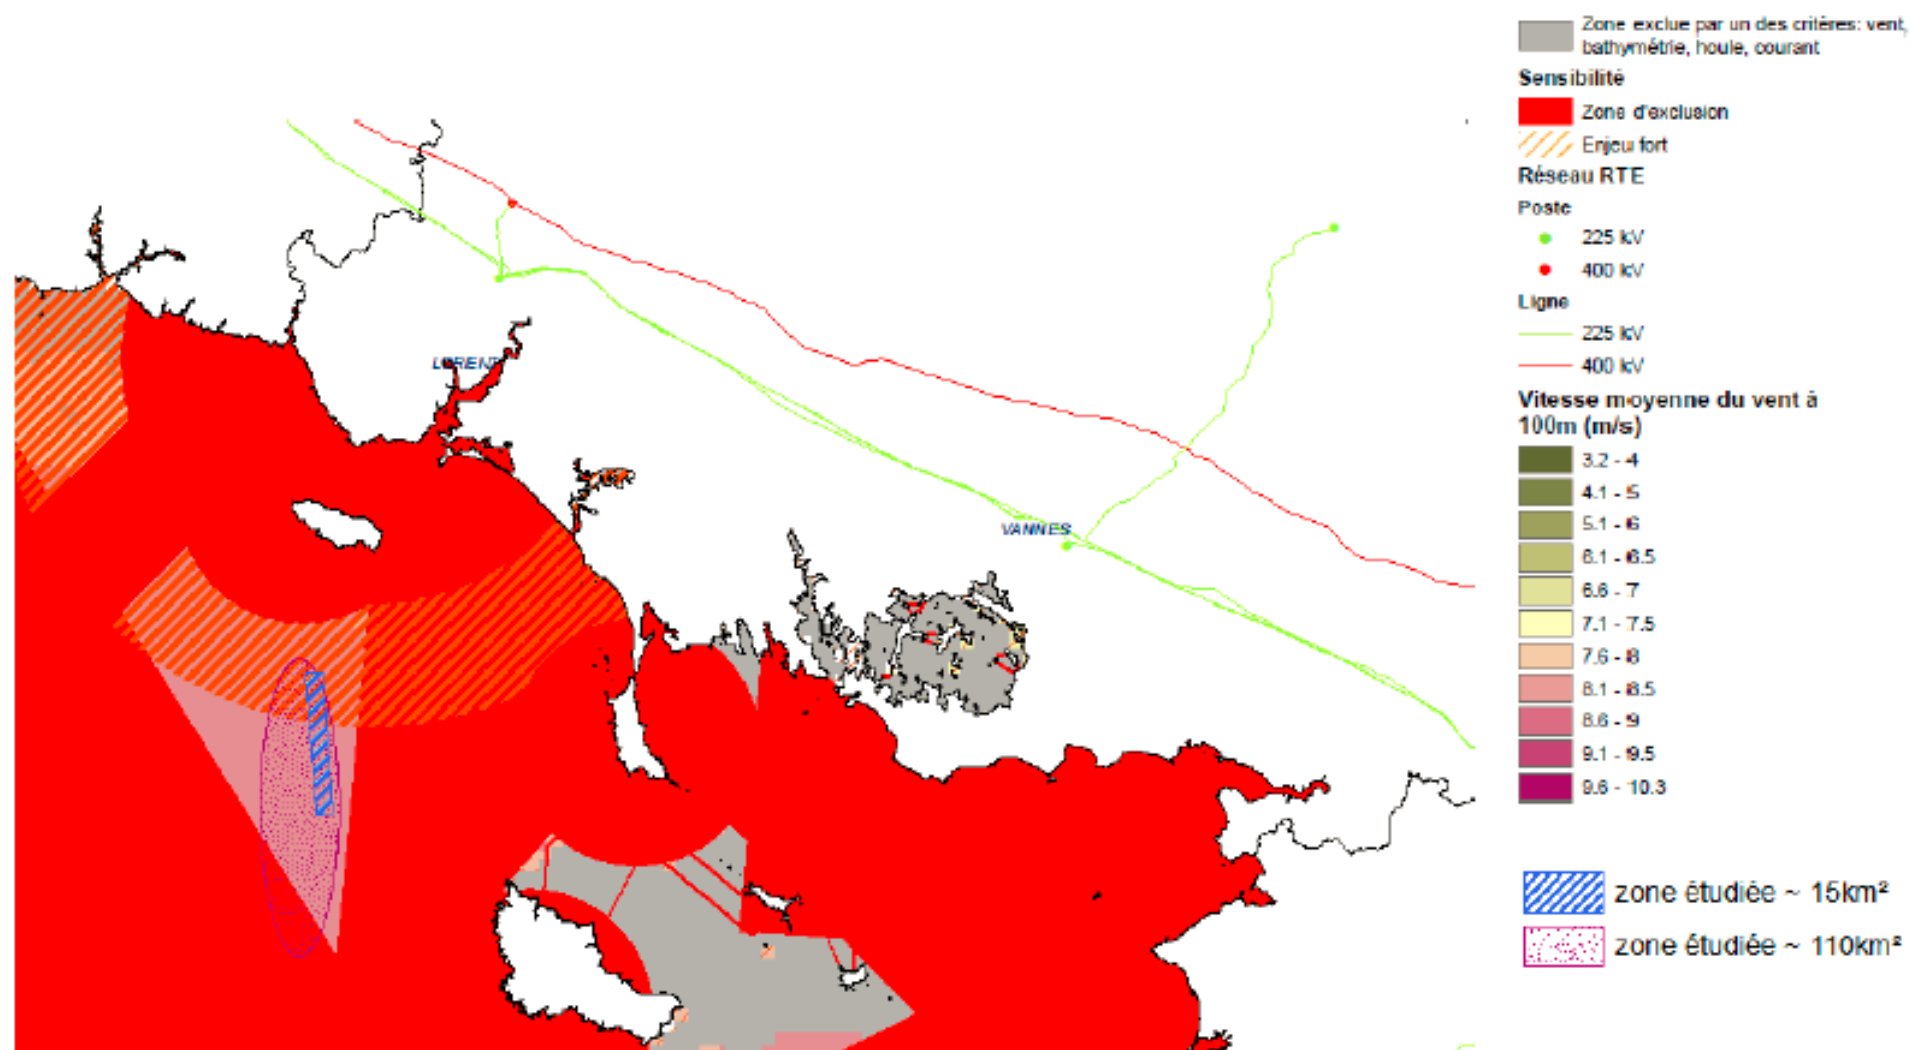 Zone exclue par un des critères: vent,
bathymétrie, houle, courant
Sensibilité
Zone d'exclusion
Enjeu fort
Réseau RTE
Poste
225 kV
400 kV
Ligne
225 kV
400 kV
Vitesse moyenne du vent à
100m (m/s)
3.2 - 4
4.1 - 5
5.1 - 6
6.1 - 6.5
6.6 - 7
7.1 - 7.5
7.6 - 8
8.1 - 8.5
8.6 - 9
9.1 - 9.5
9.6 - 10.3
zone étudiée ~ 15km²
zone étudiée ~ 110km²
LORIENT
VANNES